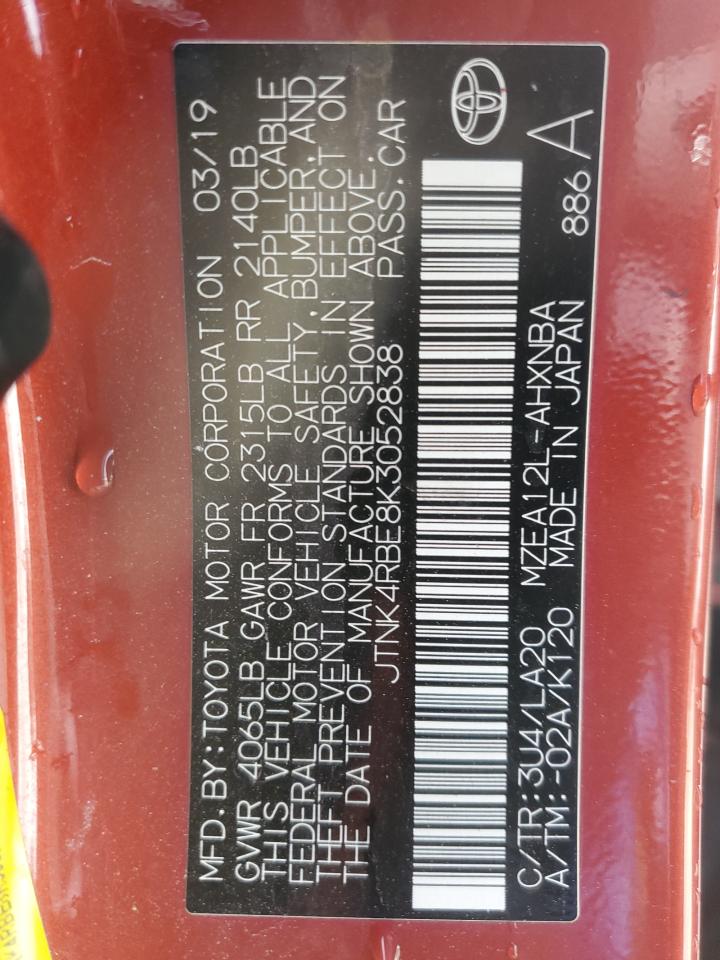 MFD.BY:TOYOTA MOTOR CORPORATION 03/19
GVWR 4065LB GAWR FR 2315LB RR 2140LB
THIS VEHICLE CONFORMS TO ALL APPLICABLE
FEDERAL MOTOR VEHICLE SAFETY, BUMPER, AND
THEFT PREVENTION STANDARDS IN EFFECT ON
THE DATE OF MANUFACTURE SHOWN ABOVE.
JTNK4RBE8K3052838 PASS.CAR
C/TR:3U4/LA20 MZEA12L-AHXNBA 886
A/TM:-02A/K120 MADE IN JAPAN A